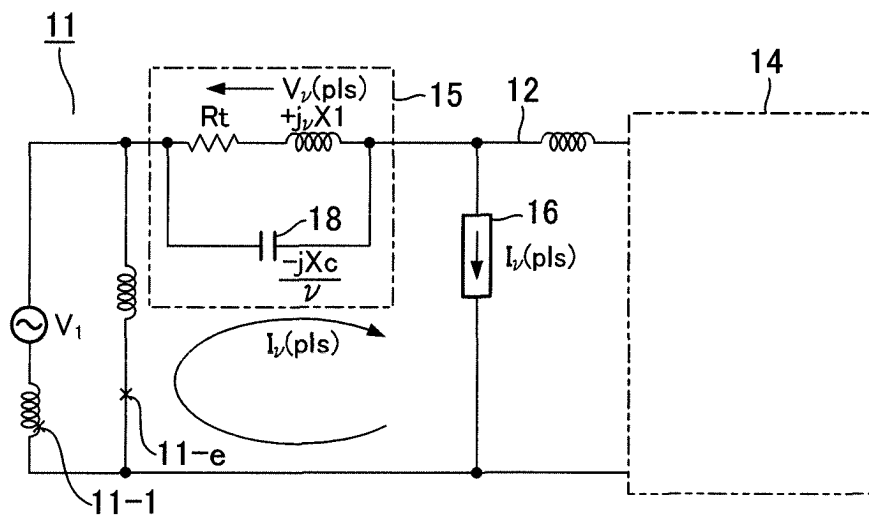 11
Vν(pls)
15
12
14
Rt
+jνX1
18
16
-jXc
ν
Iν(pls)
V1
Iν(pls)
11-e
11-1